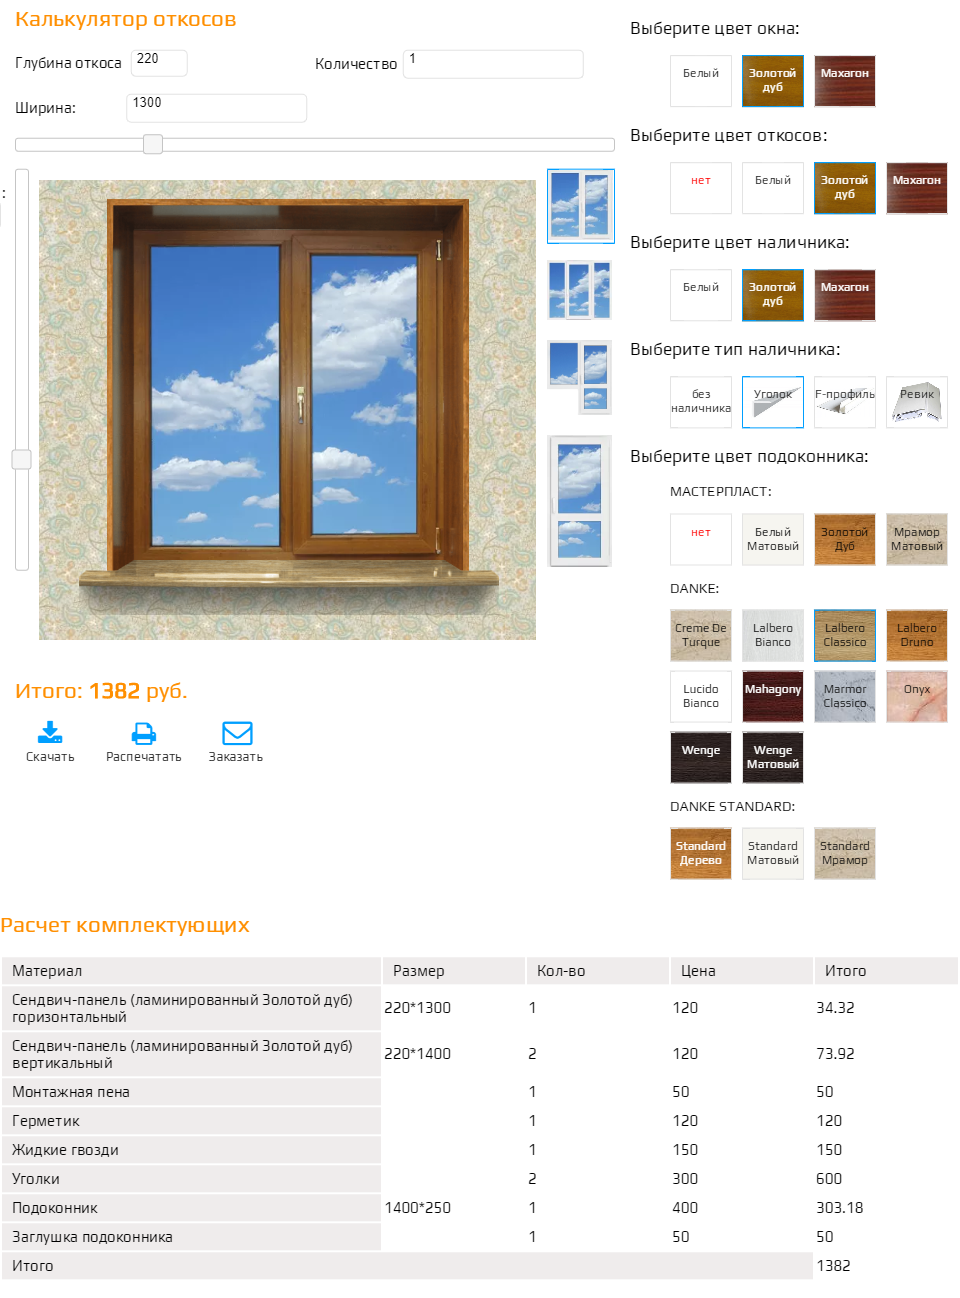 Калькулятор откосов
Глубина откоса 220
Количество 1
Ширина: 1300
:
Выберите цвет окна:
Белый
Золотой
дуб
Махагон
Выберите цвет откосов:
нет
Белый
Золотой
дуб
Махагон
Выберите цвет наличника:
Белый
Золотой
дуб
Махагон
Выберите тип наличника:
без
наличника
Уголок
F-профиль
Ревик
Выберите цвет подоконника:
МАСТЕРПЛАСТ:
нет
Белый
Матовый
Золотой
Дуб
Мрамор
Матовый
DANKE:
Creme De
Turque
Lalbero
Bianco
Lalbero
Classico
Lalbero
Druno
Lucido
Bianco
Mahagony
Marmor
Classico
Onyx
Wenge
Wenge
Матовый
DANKE STANDARD:
Standard
Дерево
Standard
Матовый
Standard
Мрамор
Итого: 1382 руб.
Скачать
Распечатать
Заказать
Расчет комплектующих
Материал Размер Кол-во Цена Итого
Сендвич-панель (ламинированный Золотой дуб)
горизонтальный 220*1300 1 120 34.32
Сендвич-панель (ламинированный Золотой дуб)
вертикальный 220*1400 2 120 73.92
Монтажная пена 1 50 50
Герметик 1 120 120
Жидкие гвозди 1 150 150
Уголки 2 300 600
Подоконник 1400*250 1 400 303.18
Заглушка подоконника 1 50 50
Итого 1382